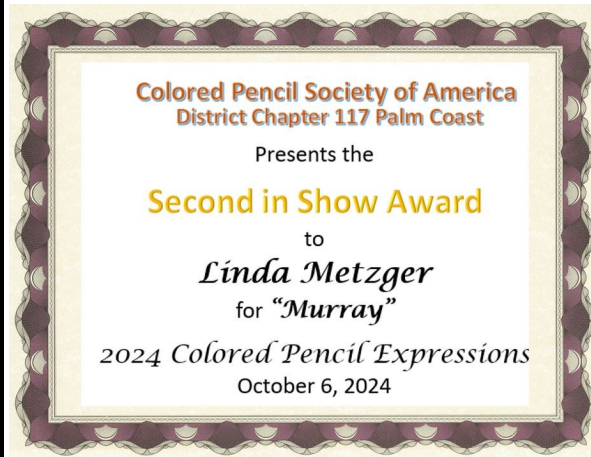 Colored Pencil Society of America
District Chapter 117 Palm Coast
Presents the
Second in Show Award
to
Linda Metzger
for “Murray”
2024 Colored Pencil Expressions
October 6, 2024